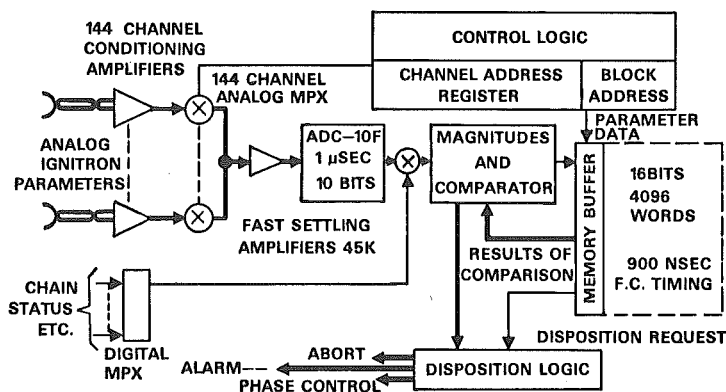 144 CHANNEL
CONDITIONING
AMPLIFIERS
144 CHANNEL
ANALOG MPX
ANALOG
IGNITRON
PARAMETERS
CONTROL LOGIC
CHANNEL ADDRESS
REGISTER
BLOCK
ADDRESS
PARAMETER
DATA
ADC-10F
1 µSEC
10 BITS
MAGNITUDES
AND
COMPARATOR
MEMORY BUFFER
16BITS
4096
WORDS
900 NSEC
F.C. TIMING
FAST SETTLING
AMPLIFIERS 45K
RESULTS OF
COMPARISON
CHAIN
STATUS
ETC.
DIGITAL
MPX
DISPOSITION REQUEST
ABORT
ALARM--
PHASE CONTROL
DISPOSITION LOGIC